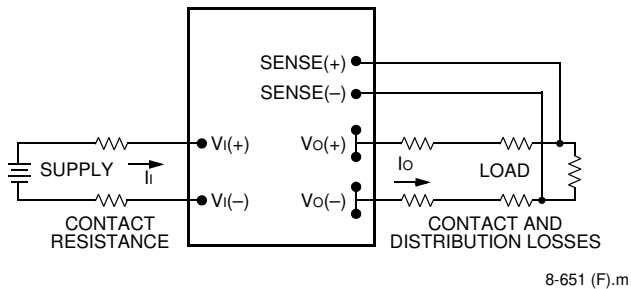 SENSE(+)
SENSE(–)
VI(+)
VO(+)
SUPPLY
II
IO
LOAD
VI(–)
VO(–)
CONTACT
RESISTANCE
CONTACT AND
DISTRIBUTION LOSSES
8-651 (F).m